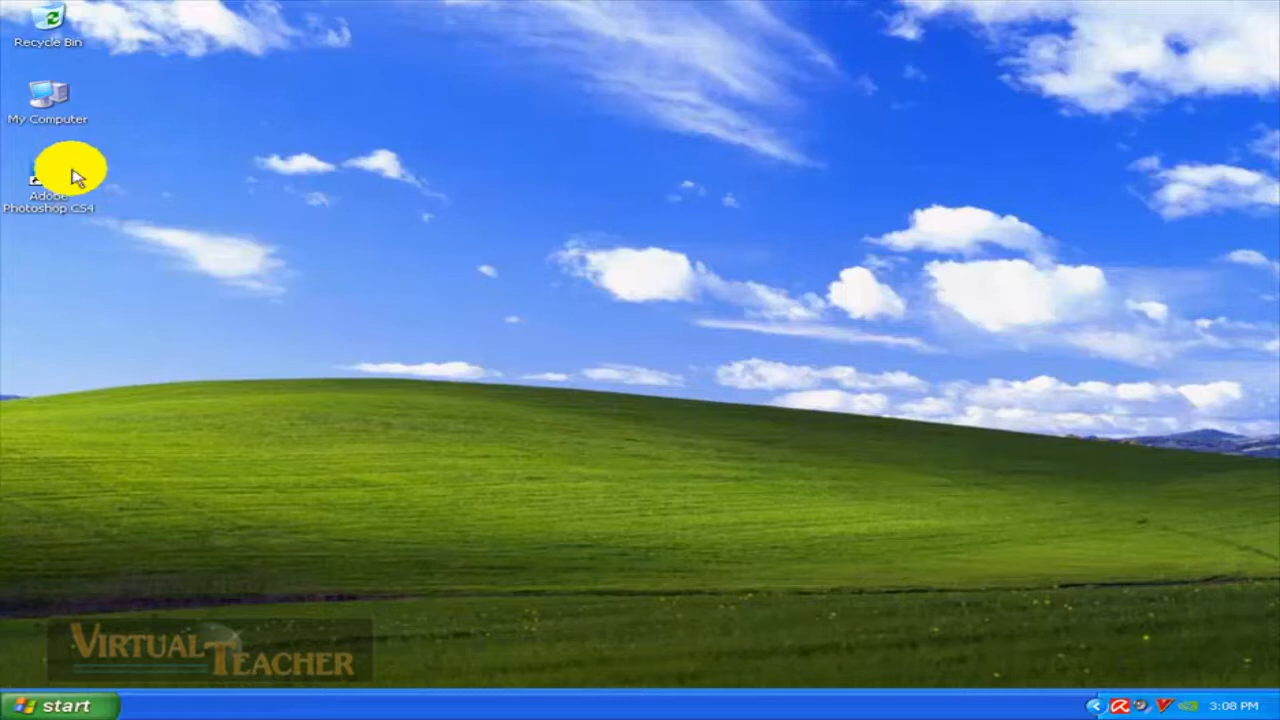 Recycle Bin
My Computer
Adobe
Photoshop CS4
VIRTUAL TEACHER
start
3:08 PM